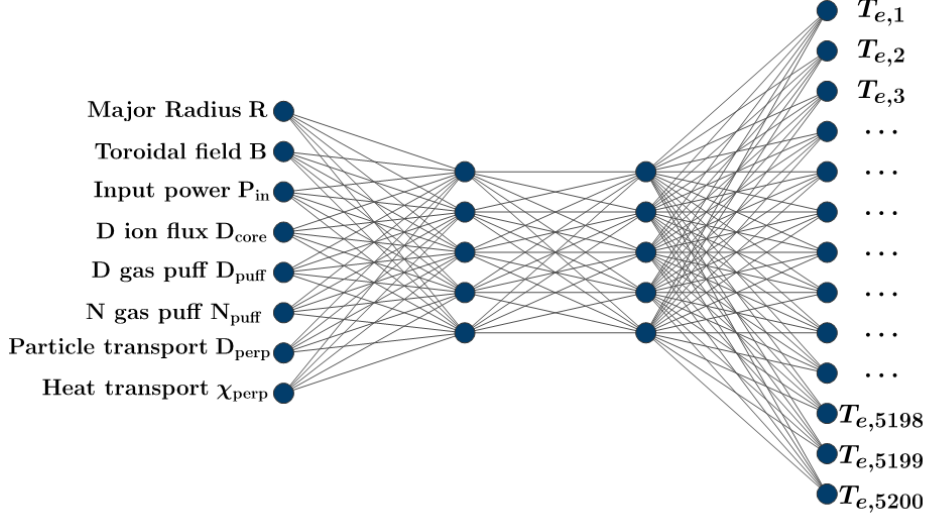 Major Radius R
Toroidal field B
Input power P_in
D ion flux D_core
D gas puff D_puff
N gas puff N_puff
Particle transport D_perp
Heat transport χ_perp
T_e,1
T_e,2
T_e,3
...
...
...
...
...
...
...
T_e,5198
T_e,5199
T_e,5200